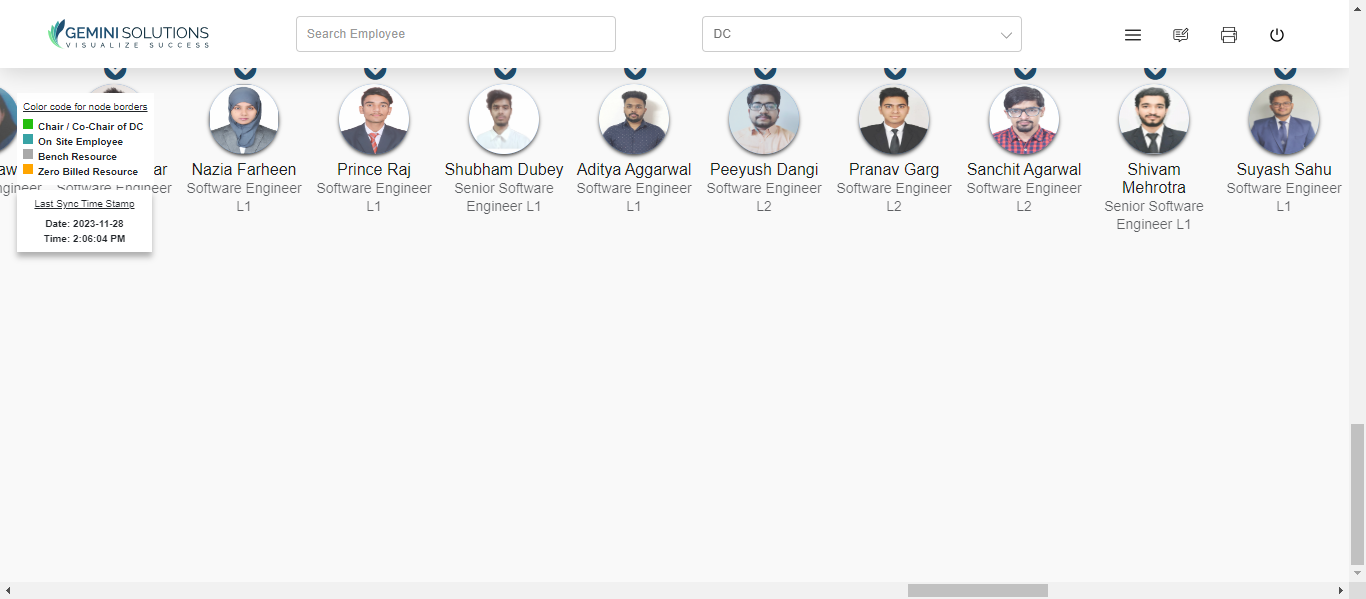 GEMINI SOLUTIONS
VISUALIZE SUCCESS
Search Employee
DC
Color code for node borders
Chair / Co-Chair of DC
On Site Employee
Bench Resource
Zero Billed Resource
Last Sync Time Stamp
Date: 2023-11-28
Time: 2:06:04 PM
aw
gineer
ar
Software Engineer
Nazia Farheen
Software Engineer
L1
Prince Raj
Software Engineer
L1
Shubham Dubey
Senior Software
Engineer L1
Aditya Aggarwal
Software Engineer
L1
Peeyush Dangi
Software Engineer
L2
Pranav Garg
Software Engineer
L2
Sanchit Agarwal
Software Engineer
L2
Shivam
Mehrotra
Senior Software
Engineer L1
Suyash Sahu
Software Engineer
L1